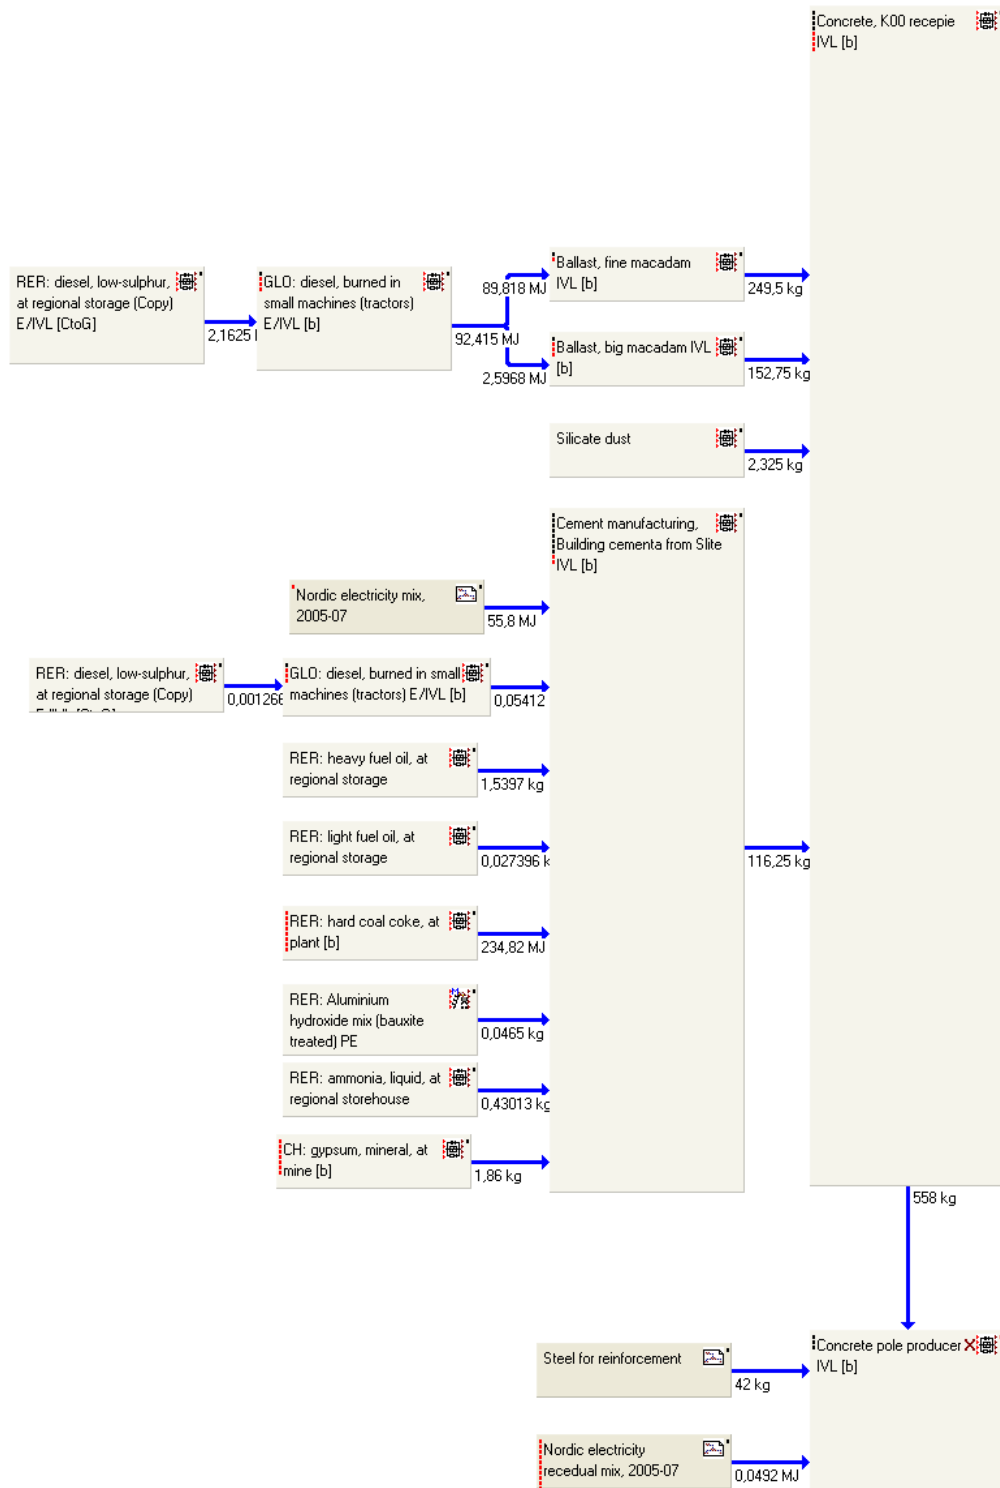 Concrete, K00 recepie
IVL [b]
RER: diesel, low-sulphur,
at regional storage (Copy)
E/IVL [CtoG]
2,1625
GLO: diesel, burned in
small machines (tractors)
E/IVL [b]
92,415 MJ
89,818 MJ
2,5968 MJ
Ballast, fine macadam
IVL [b]
249,5 kg
Ballast, big macadam IVL
[b]
152,75 kg
Silicate dust
2,325 kg
Cement manufacturing,
Building cementa from Slite
IVL [b]
116,25 kg
Nordic electricity mix,
2005-07
55,8 MJ
RER: diesel, low-sulphur,
at regional storage (Copy)
0,001266
GLO: diesel, burned in small
machines (tractors) E/IVL [b]
0,05412
RER: heavy fuel oil, at
regional storage
1,5397 kg
RER: light fuel oil, at
regional storage
0,027396 k
RER: hard coal coke, at
plant [b]
234,82 MJ
RER: Aluminium
hydroxide mix (bauxite
treated) PE
0,0465 kg
RER: ammonia, liquid, at
regional storehouse
0,43013 kg
CH: gypsum, mineral, at
mine [b]
1,86 kg
558 kg
Steel for reinforcement
42 kg
Concrete pole producer
IVL [b]
Nordic electricity
recedual mix, 2005-07
0,0492 MJ